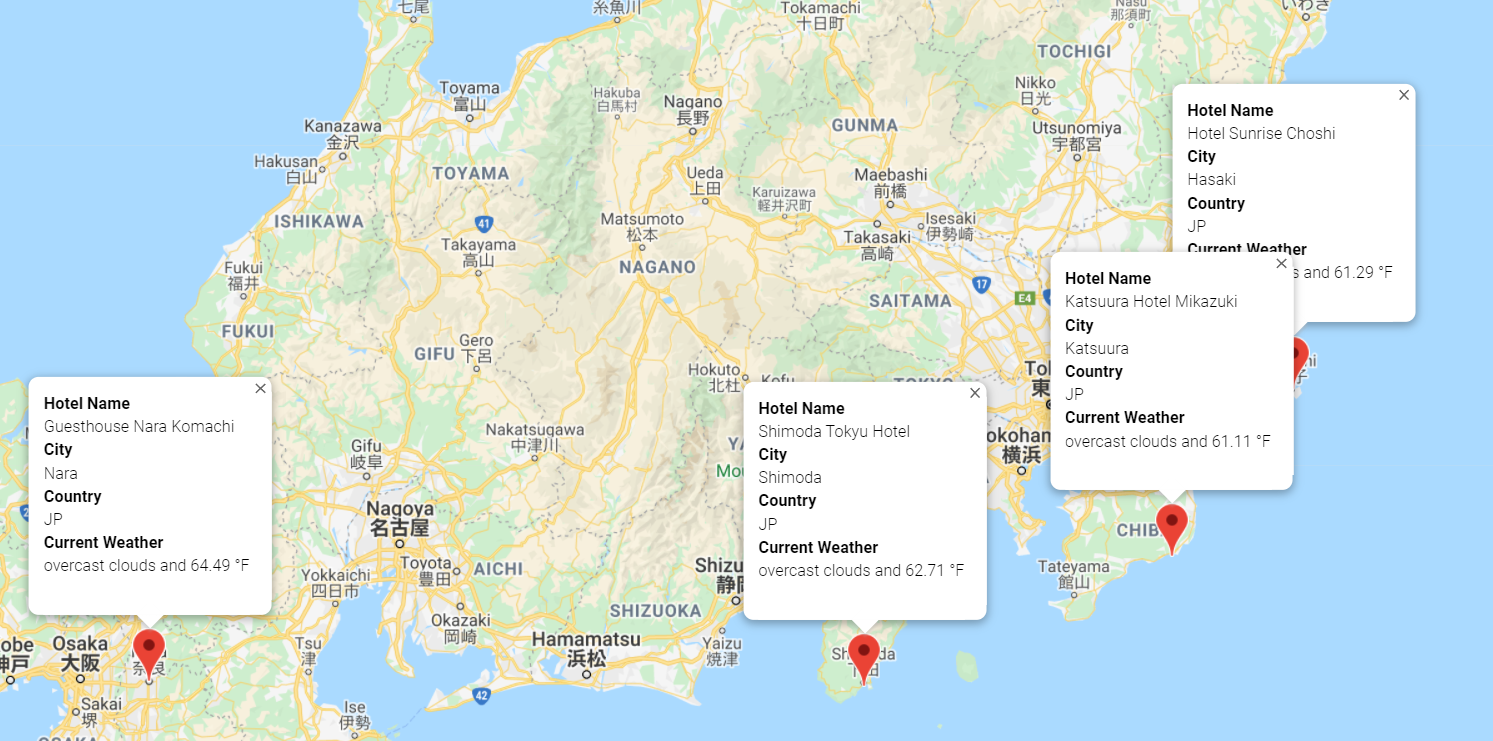 七尾
糸魚川
Tokamachi
十日町
Nasu
那須町
いわき
TOCHIGI
Toyama
富山
Hakuba
白馬村
Nagano
長野
Nikko
日光
Kanazawa
金沢
GUNMA
Utsunomiya
宇都宮
Hakusan
白山
TOYAMA
Ueda
上田
Karuizawa
軽井沢町
Maebashi
前橋
ISHIKAWA
41
Matsumoto
松本
Isesaki
伊勢崎
Takayama
高山
Takasaki
高崎
Fukui
福井
NAGANO
17
SAITAMA
E4
FUKUI
GIFU
Gero
下呂
Hokuto
北杜
Kofu
TOKYO
Hotel Name
Hotel Sunrise Choshi
City
Hasaki
Country
JP
Current Weather
s and 61.29 °F
Hotel Name
Katsuura Hotel Mikazuki
City
Katsuura
Country
JP
Current Weather
overcast clouds and 61.11 °F
Hotel Name
Guesthouse Nara Komachi
City
Nara
Country
JP
Current Weather
overcast clouds and 64.49 °F
Hotel Name
Shimoda Tokyu Hotel
City
Shimoda
Country
JP
Current Weather
overcast clouds and 62.71 °F
Gifu
岐阜
Nakatsugawa
中津川
横浜
Nagoya
名古屋
CHIB
Toyota
豊田
AICHI
Yokkaichi
四日市
Tateyama
館山
SHIZUOKA
Okazaki
岡崎
Hamamatsu
浜松
Yaizu
焼津
Tsu
津
Osaka
大阪
神戸
Sakai
堺
42
Ise
伊勢